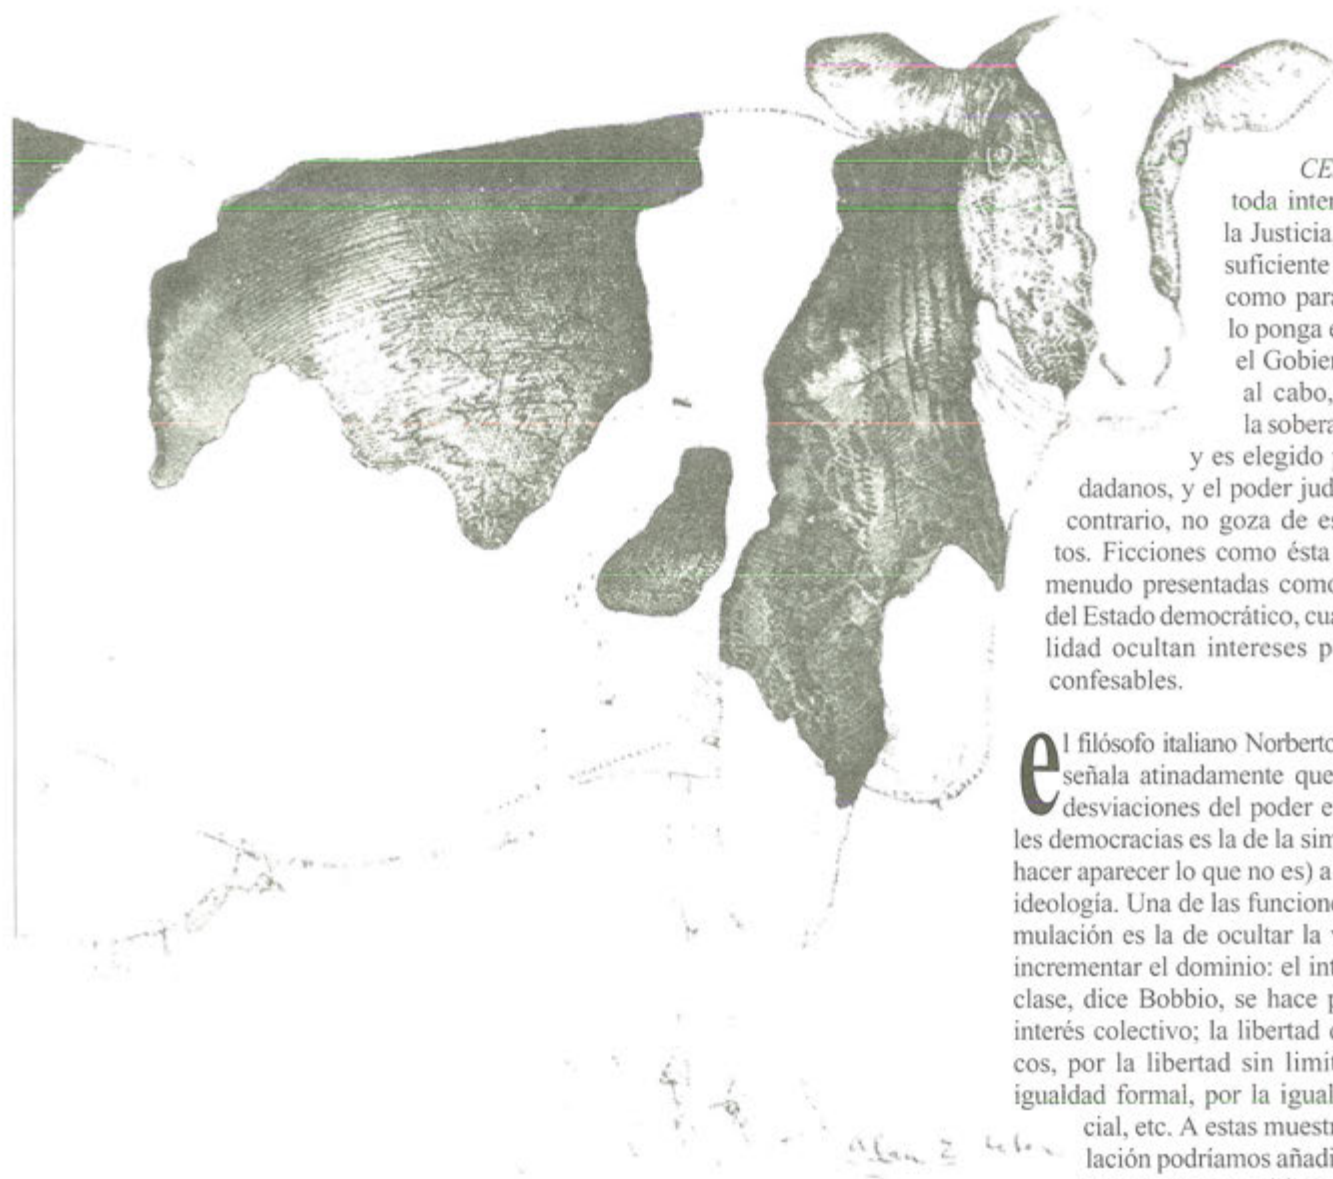 CE
toda inter
la Justicia
suficiente
como para
lo ponga e
el Gobier
al cabo,
la sobera
y es elegido
dadanos, y el poder jud
contrario, no goza de es
tos. Ficciones como ésta
menudo presentadas como
del Estado democrático, cua
lidad ocultan intereses p
confesables.
el filósofo italiano Norberto
señala atinadamente que
desviaciones del poder e
les democracias es la de la sim
hacer aparecer lo que no es) a
ideología. Una de las funcione
mulación es la de ocultar la
incrementar el dominio: el int
clase, dice Bobbio, se hace p
interés colectivo; la libertad
cos, por la libertad sin limit
igualdad formal, por la igual
cial, etc. A estas muestr
lación podríamos añadi